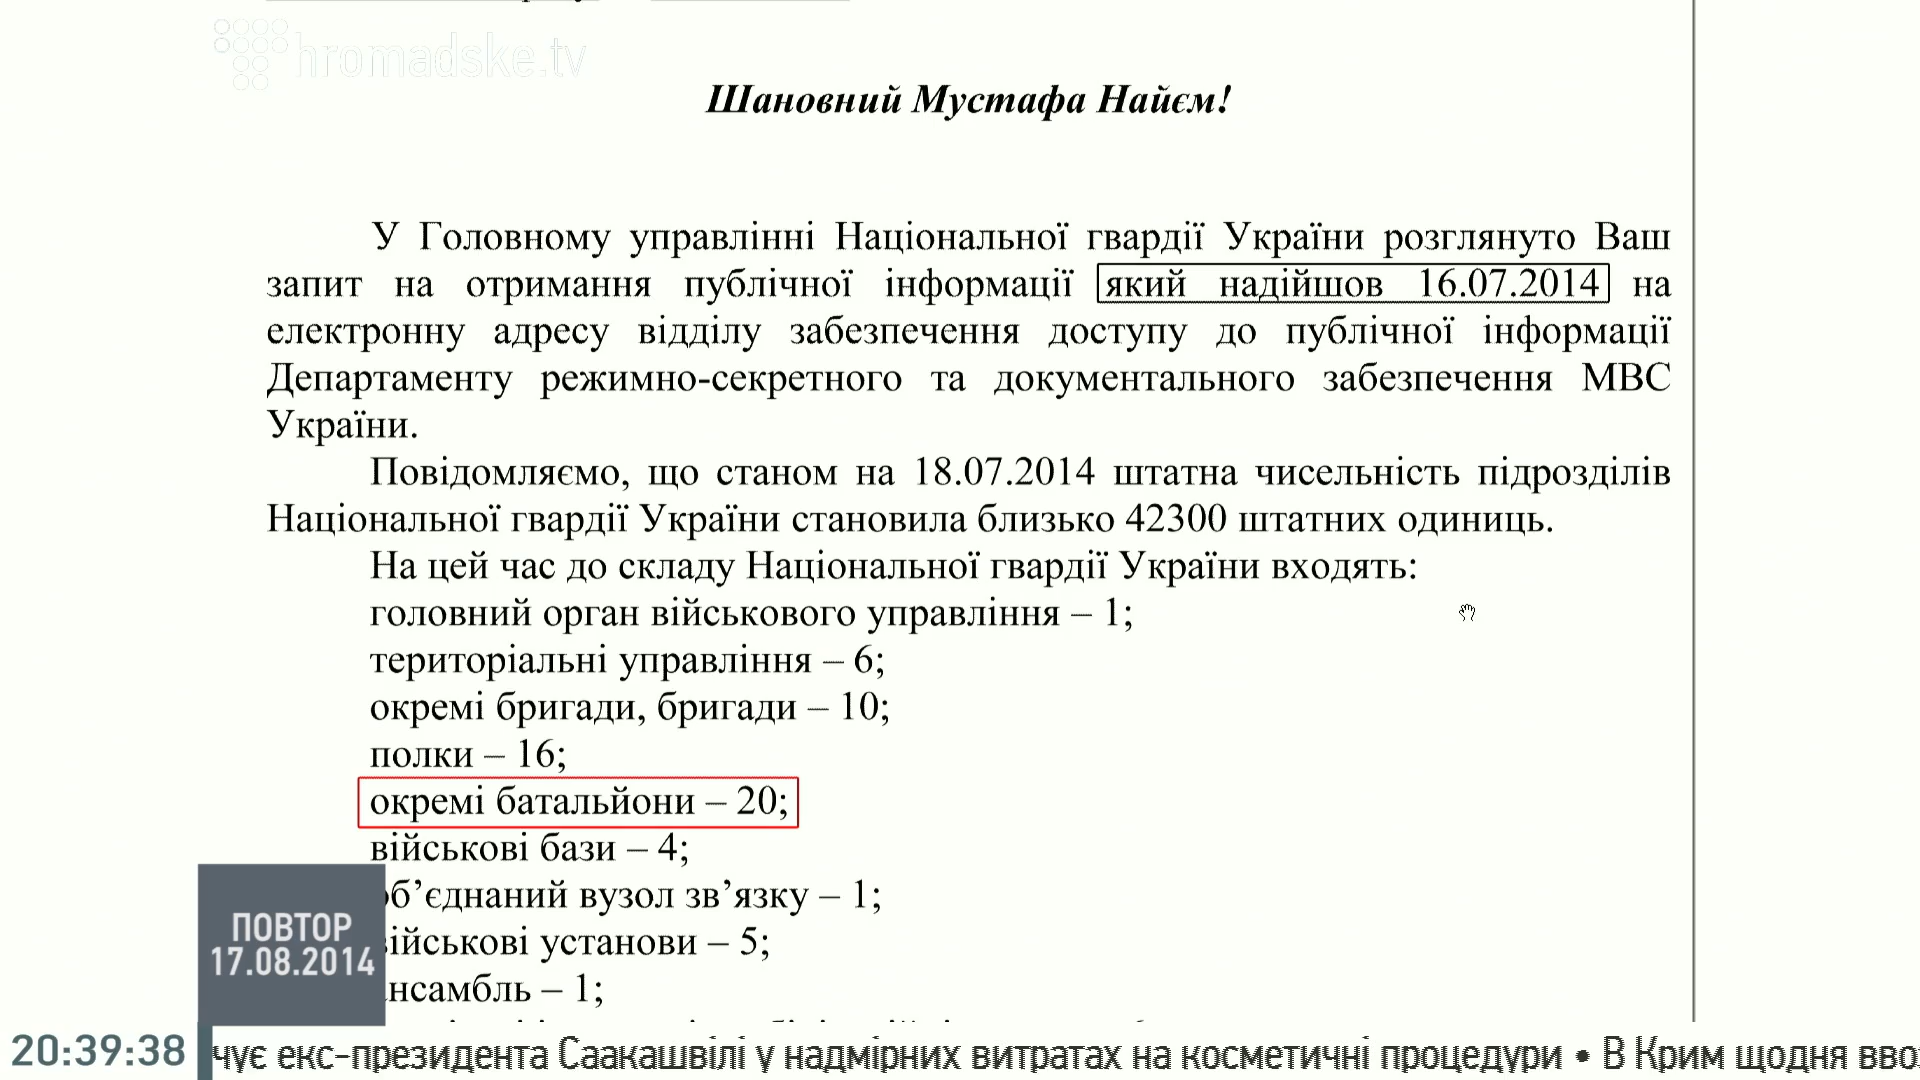 hromadske.tv
Шановний Мустафа Найєм!
У Головному управлінні Національної гвардії України розглянуто Ваш
запит на отримання публічної інформації який надійшов 16.07.2014 на
електронну адресу відділу забезпечення доступу до публічної інформації
Департаменту режимно-секретного та документального забезпечення МВС
України.
Повідомляємо, що станом на 18.07.2014 штатна чисельність підрозділів
Національної гвардії України становила близько 42300 штатних одиниць.
На цей час до складу Національної гвардії України входять:
головний орган військового управління – 1;
територіальні управління – 6;
окремі бригади, бригади – 10;
полки – 16;
окремі батальйони – 20;
військові бази – 4;
об’єднаний вузол зв’язку – 1;
військові установи – 5;
ансамбль – 1;
ПОВТОР
17.08.2014
20:39:38
чує екс-президента Саакашвілі у надмірних витратах на косметичні процедури • В Крим щодня